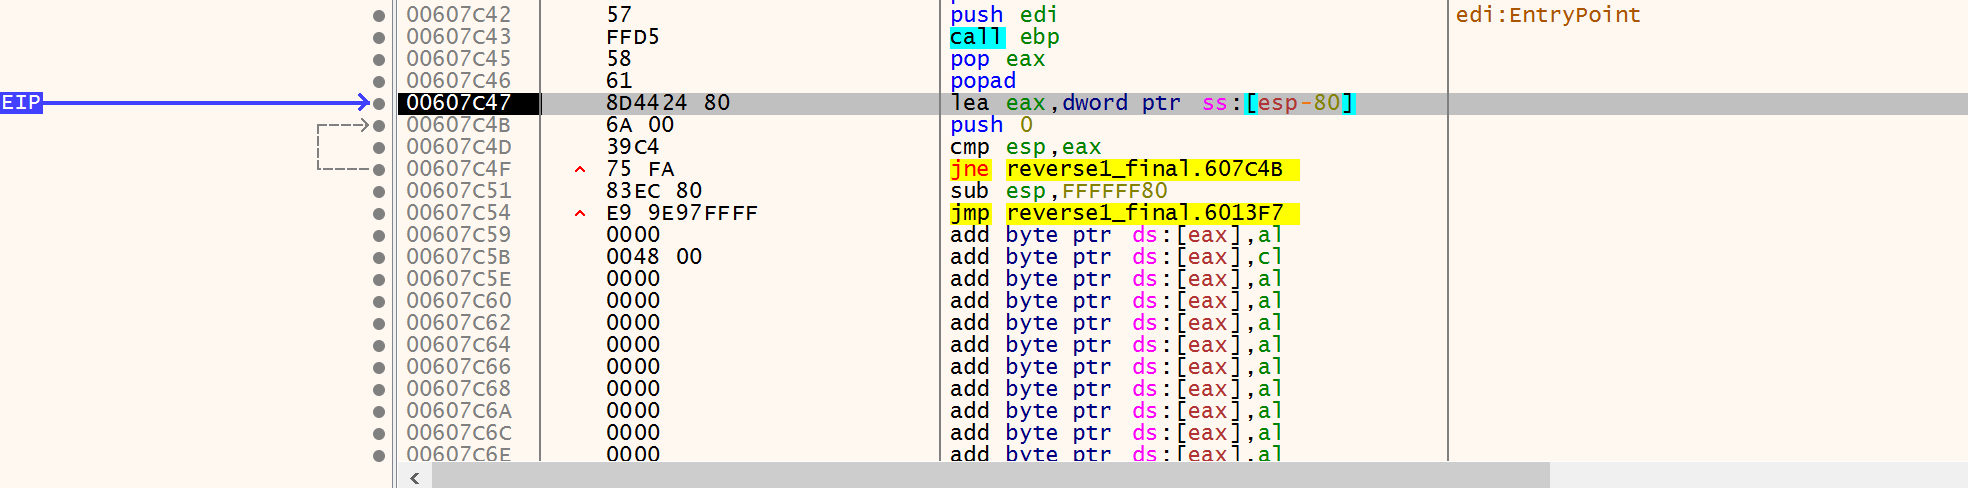 00607C42 57 push edi edi:EntryPoint
00607C43 FFD5 call ebp
00607C45 58 pop eax
00607C46 61 popad
EIP 00607C47 8D4424 80 lea eax,dword ptr ss:[esp-80]
00607C4B 6A 00 push 0
00607C4D 39C4 cmp esp,eax
00607C4F ^ 75 FA jne reverse1_final.607C4B
00607C51 83EC 80 sub esp,FFFFFF80
00607C54 ^ E9 9E97FFFF jmp reverse1_final.6013F7
00607C59 0000 add byte ptr ds:[eax],al
00607C5B 0048 00 add byte ptr ds:[eax],cl
00607C5E 0000 add byte ptr ds:[eax],al
00607C60 0000 add byte ptr ds:[eax],al
00607C62 0000 add byte ptr ds:[eax],al
00607C64 0000 add byte ptr ds:[eax],al
00607C66 0000 add byte ptr ds:[eax],al
00607C68 0000 add byte ptr ds:[eax],al
00607C6A 0000 add byte ptr ds:[eax],al
00607C6C 0000 add byte ptr ds:[eax],al
00607C6E 0000 add byte ptr ds:[eax],al